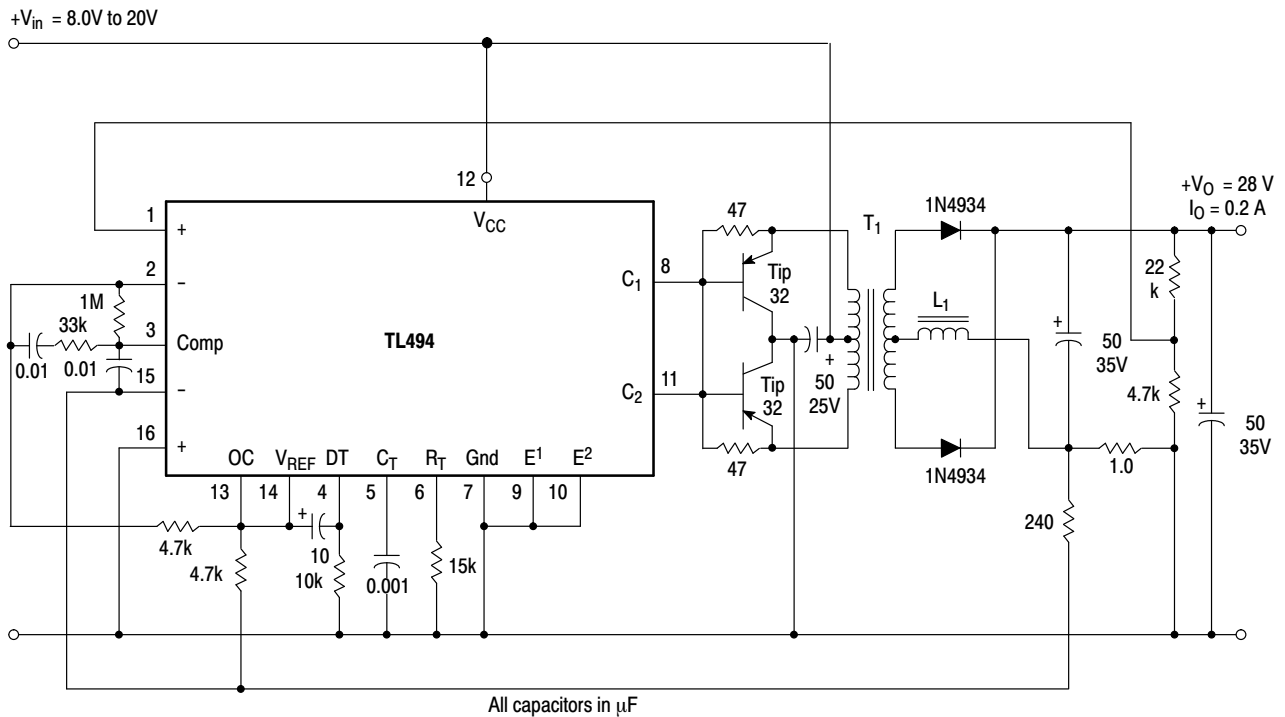 +Vin = 8.0V to 20V
12
VCC
1
+
2
−
1M
33k
3
Comp
0.01
0.01
15
−
16
+
TL494
C1
8
C2
11
OC
VREF
DT
CT
RT
Gnd
E1
E2
13
14
4
5
6
7
9
10
+
4.7k
4.7k
10
10k
0.001
15k
47
Tip
32
Tip
32
47
+
50
25V
T1
1N4934
L1
1N4934
+VO = 28 V
IO = 0.2 A
22
k
+
50
35V
4.7k
+
50
35V
1.0
240
All capacitors in μF